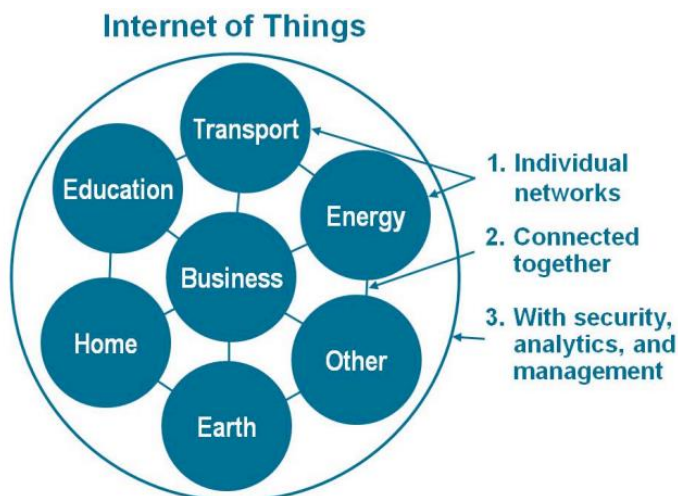 Internet of Things
Transport
Education
Energy
Business
Home
Other
Earth
1. Individual
networks
2. Connected
together
3. With security,
analytics, and
management